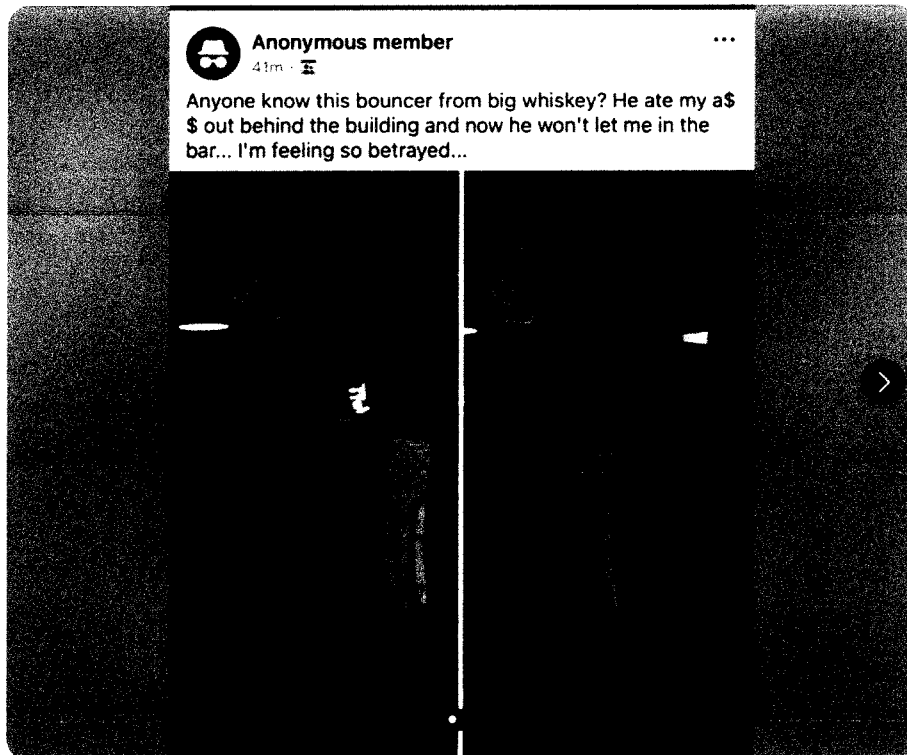 Anonymous member
41m ·
Anyone know this bouncer from big whiskey? He ate my a$
$ out behind the building and now he won't let me in the
bar... I'm feeling so betrayed...